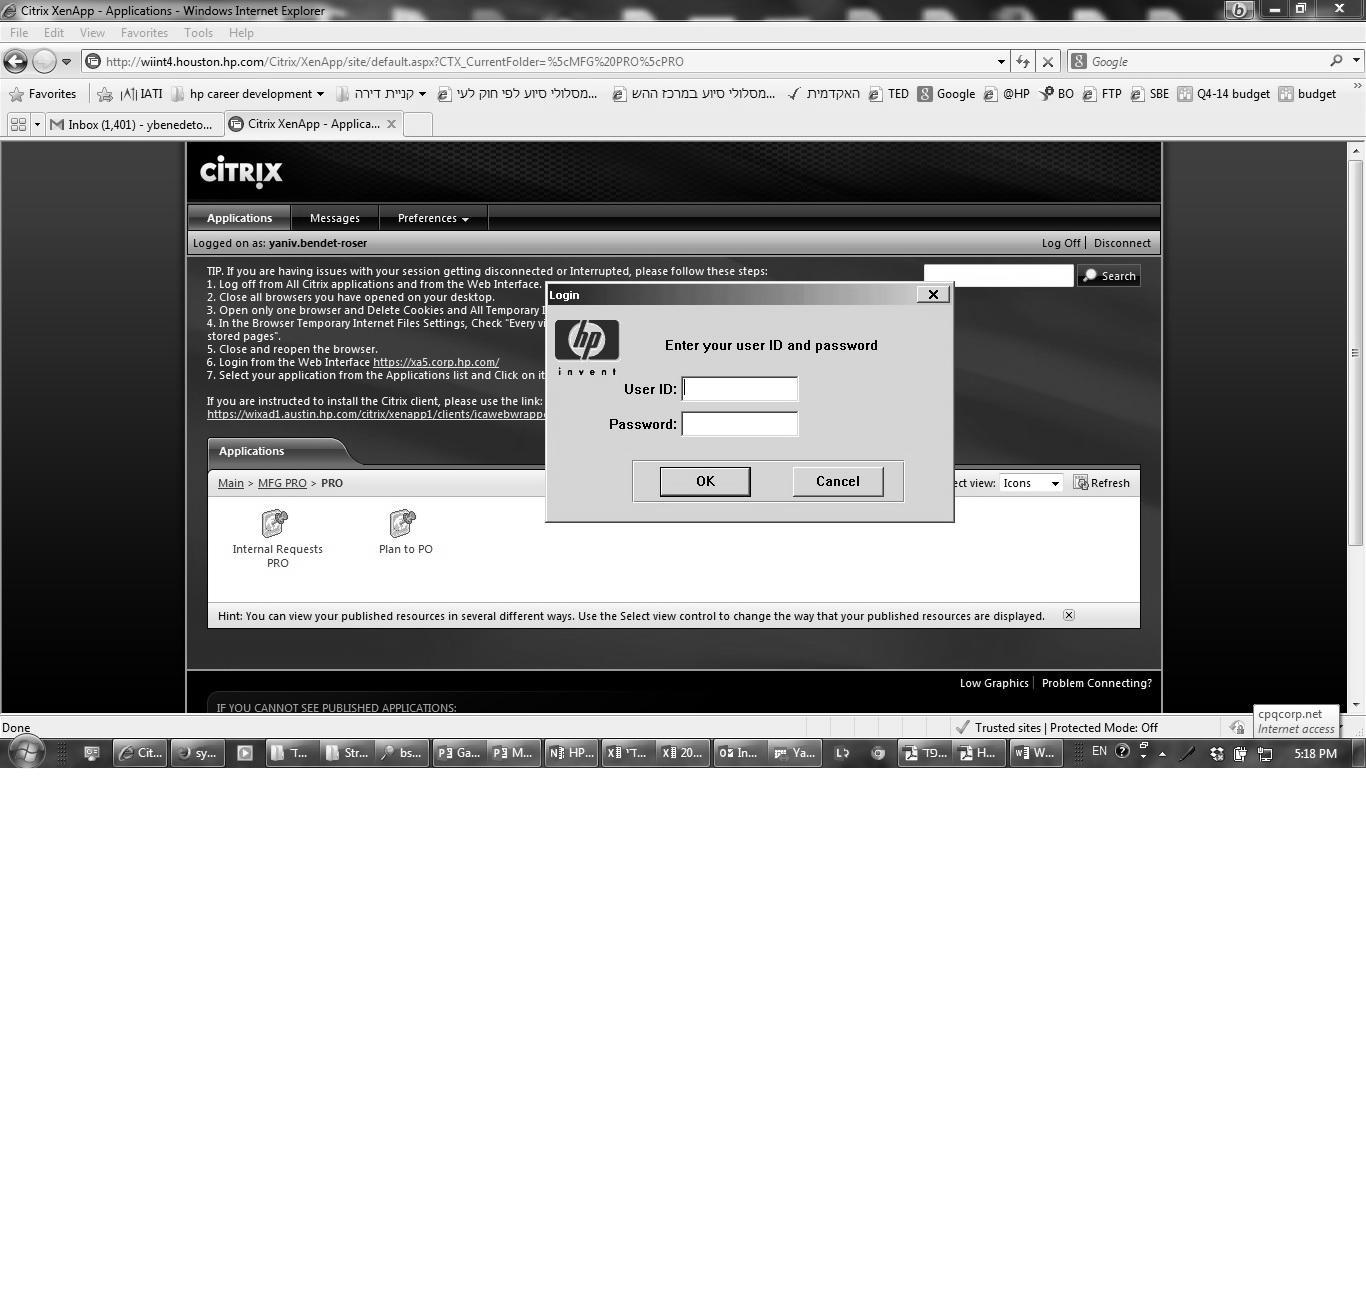 Citrix XenApp - Applications - Windows Internet Explorer
File Edit View Favorites Tools Help
http://wiint4.houston.hp.com/Citrix/XenApp/site/default.aspx?CTX_CurrentFolder=%5cMFG%20PRO%5cPRO
Google
Favorites IATI hp career development קניית דירה מסלולי סיוע לפי חוק לעי... מסלולי סיוע במרכז ההש... האקדמית TED Google @HP BO FTP SBE Q4-14 budget budget
Inbox (1,401) - ybenedeto... Citrix XenApp - Applica...
CİTRIX
Applications Messages Preferences
Logged on as: yaniv.bendet-roser Log Off Disconnect
TIP. If you are having issues with your session getting disconnected or Interrupted, please follow these steps:
1. Log off from All Citrix applications and from the Web Interface.
2. Close all browsers you have opened on your desktop.
3. Open only one browser and Delete Cookies and All Temporary I
4. In the Browser Temporary Internet Files Settings, Check "Every vi
stored pages".
5. Close and reopen the browser.
6. Login from the Web Interface https://xa5.corp.hp.com/
7. Select your application from the Applications list and Click on it
If you are instructed to install the Citrix client, please use the link:
https://wixad1.austin.hp.com/citrix/xenapp1/clients/icawebwrappe
Search
Login
hp
invent
Enter your user ID and password
User ID:
Password:
OK Cancel
Applications
Main > MFG PRO > PRO
ect view: Icons Refresh
Internal Requests
PRO
Plan to PO
Hint: You can view your published resources in several different ways. Use the Select view control to change the way that your published resources are displayed.
Low Graphics Problem Connecting?
IF YOU CANNOT SEE PUBLISHED APPLICATIONS:
Done
Trusted sites | Protected Mode: Off
cpqcorp.net
Internet access
Cit... sy... ד... Str... bs... Ga... M... HP... די... 20... In... Ya... פד... H... W... EN 5:18 PM